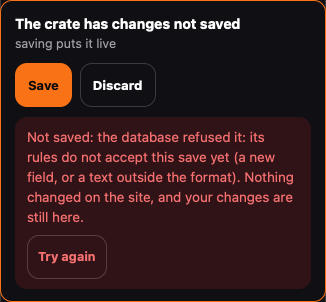 The crate has changes not saved
saving puts it live
Save
Discard
Not saved: the database refused it: its
rules do not accept this save yet (a new
field, or a text outside the format). Nothing
changed on the site, and your changes are
still here.
Try again